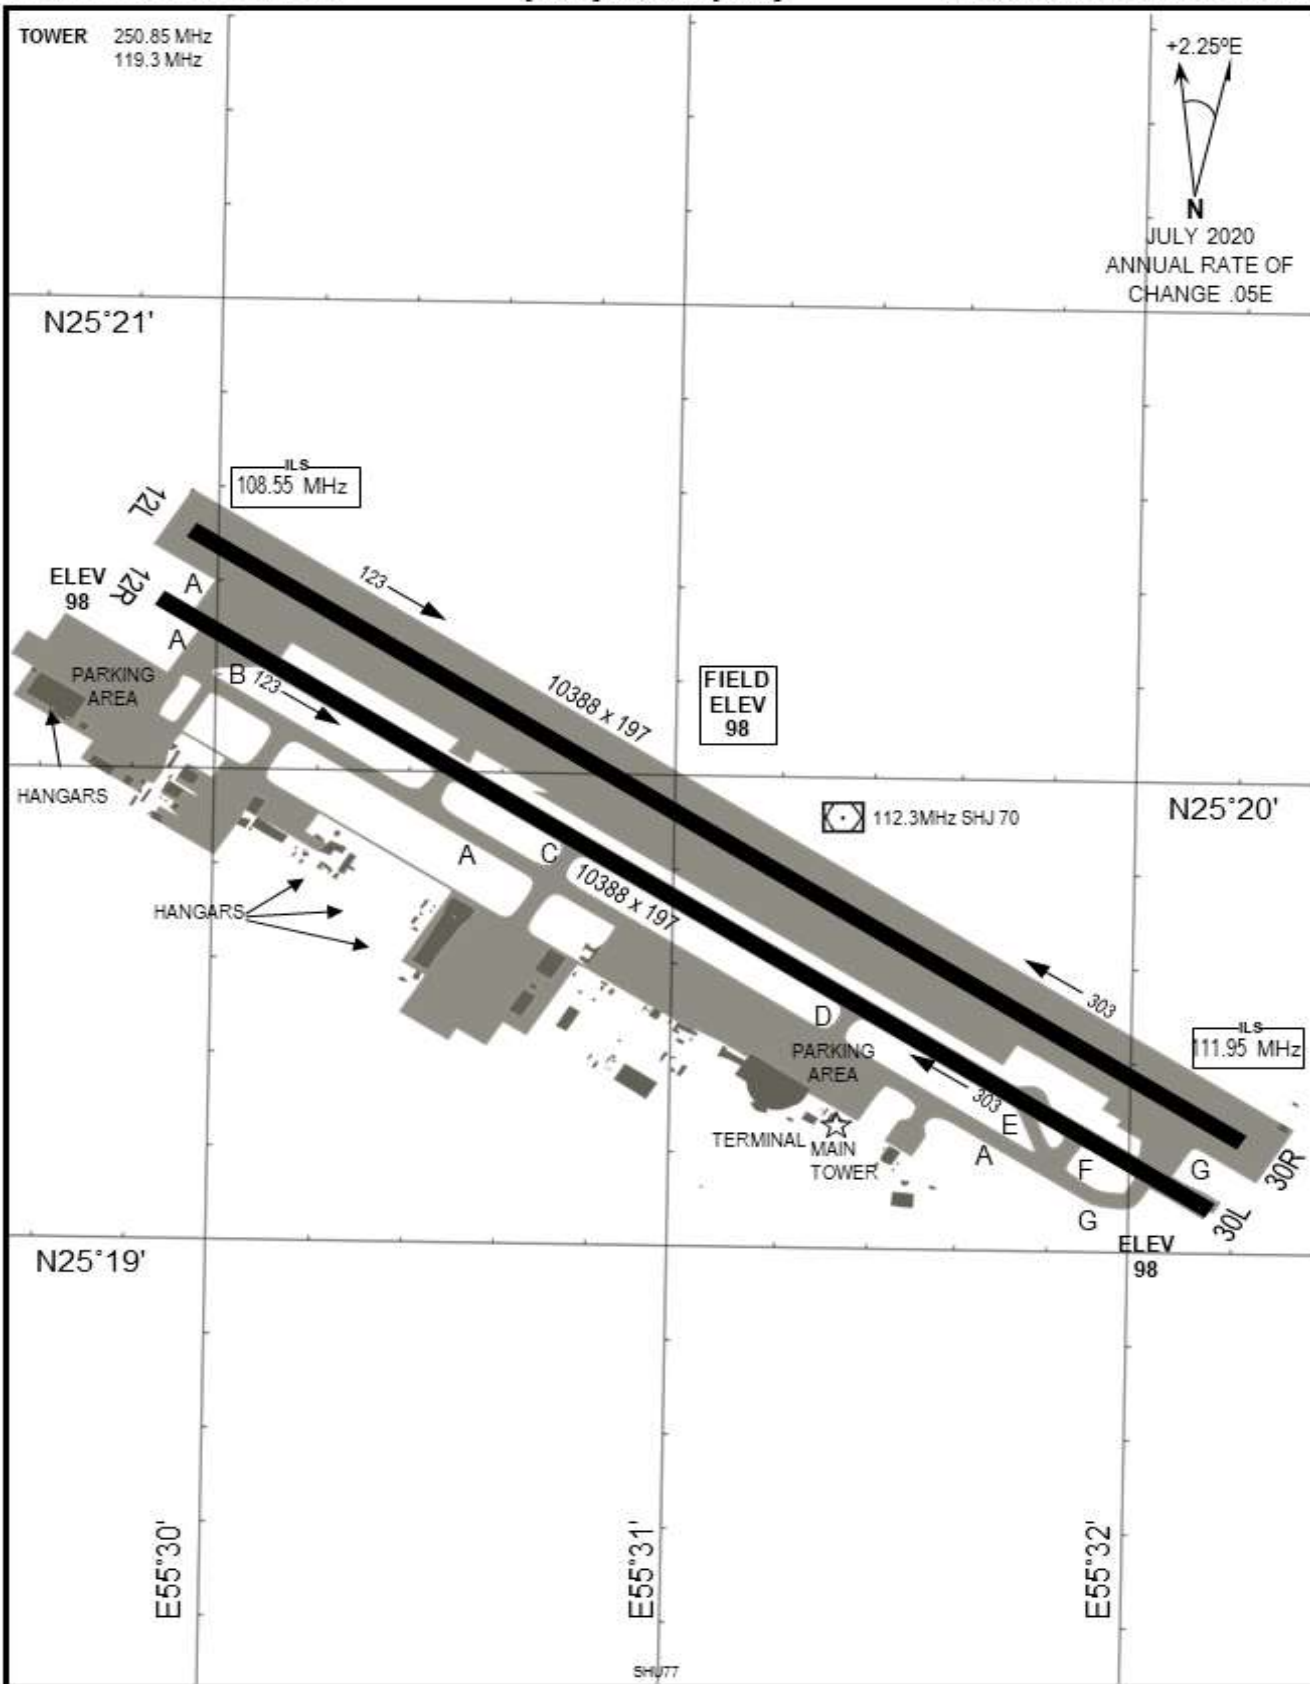 TOWER 250.85 MHz
119.3 MHz
+2.25ºE
N
JULY 2020
ANNUAL RATE OF
CHANGE .05E
N25°21'
ILS
108.55 MHz
12L
123
ELEV
98
12R
A
A
PARKING
AREA
B
123
10388 x 197
FIELD
ELEV
98
HANGARS
N25°20'
112.3MHz SHJ 70
A
C
10388 x 197
HANGARS
303
D
ILS
111.95 MHz
PARKING
AREA
303
E
TERMINAL
MAIN
TOWER
A
F
G
30R
G
30L
ELEV
98
N25°19'
E55°30'
E55°31'
E55°32'